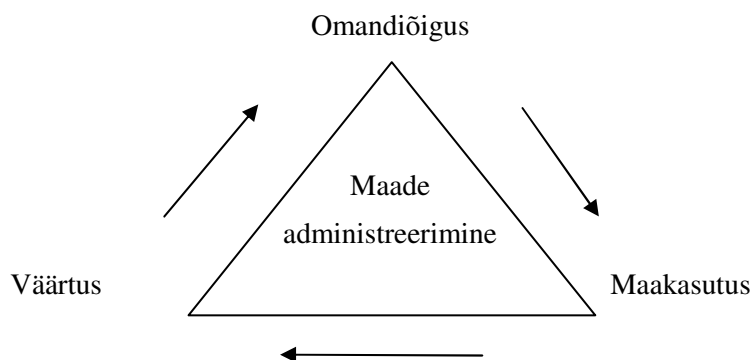 Omandiõigus
Maade
administreerimine
Väärtus
Maakasutus